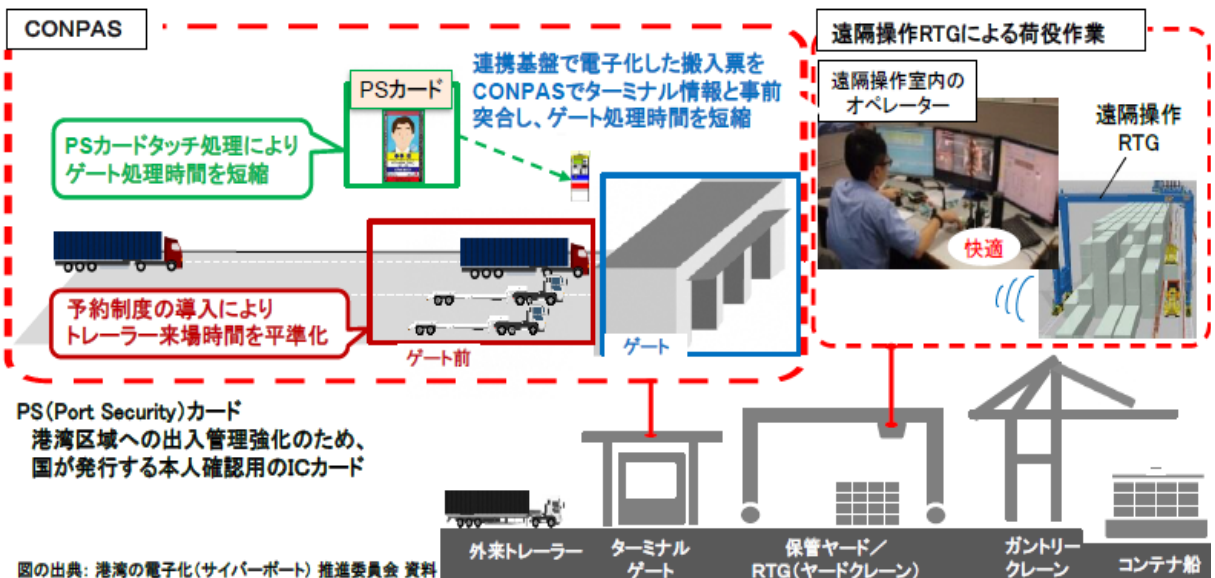 CONPAS
PSカード
連携基盤で電子化した搬入票を
CONPASでターミナル情報と事前
突合し、ゲート処理時間を短縮
PSカードタッチ処理により
ゲート処理時間を短縮
予約制度の導入により
トレーラー来場時間を平準化
ゲート前
ゲート
遠隔操作RTGによる荷役作業
遠隔操作室内の
オペレーター
遠隔操作
RTG
快適
PS(Port Security)カード
港湾区域への出入管理強化のため、
国が発行する本人確認用のICカード
外来トレーラー
ターミナル
ゲート
保管ヤード/
RTG(ヤードクレーン)
ガントリー
クレーン
コンテナ船
図の出典: 港湾の電子化(サイバーポート) 推進委員会 資料